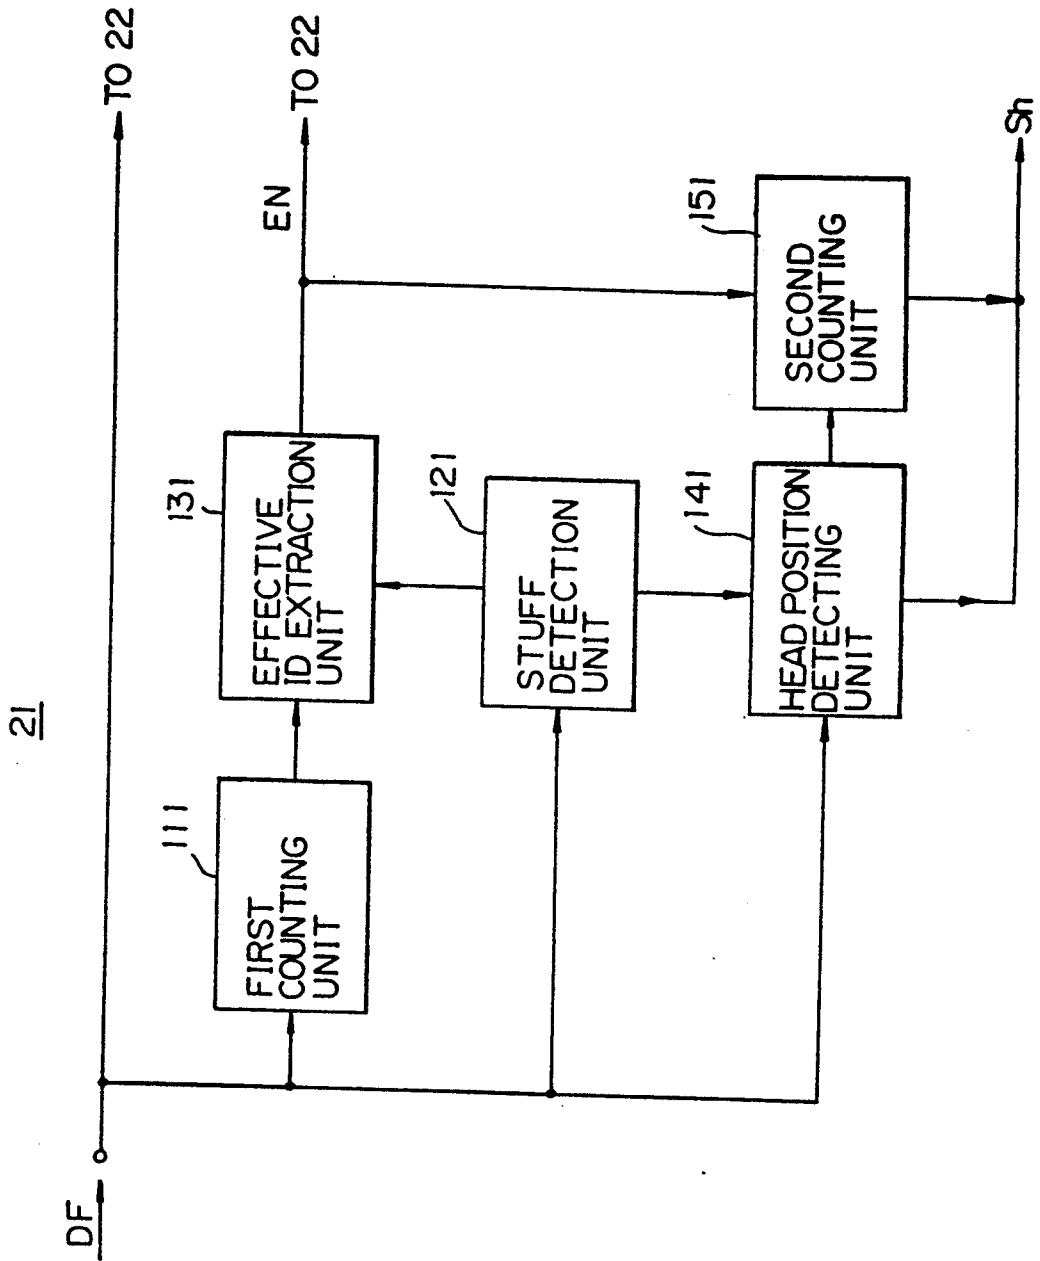 21
DF
TO 22
EN
TO 22
111
FIRST
COUNTING
UNIT
131
EFFECTIVE
ID EXTRACTION
UNIT
121
STUFF
DETECTION
UNIT
141
HEAD POSITION
DETECTING
UNIT
151
SECOND
COUNTING
UNIT
Sh